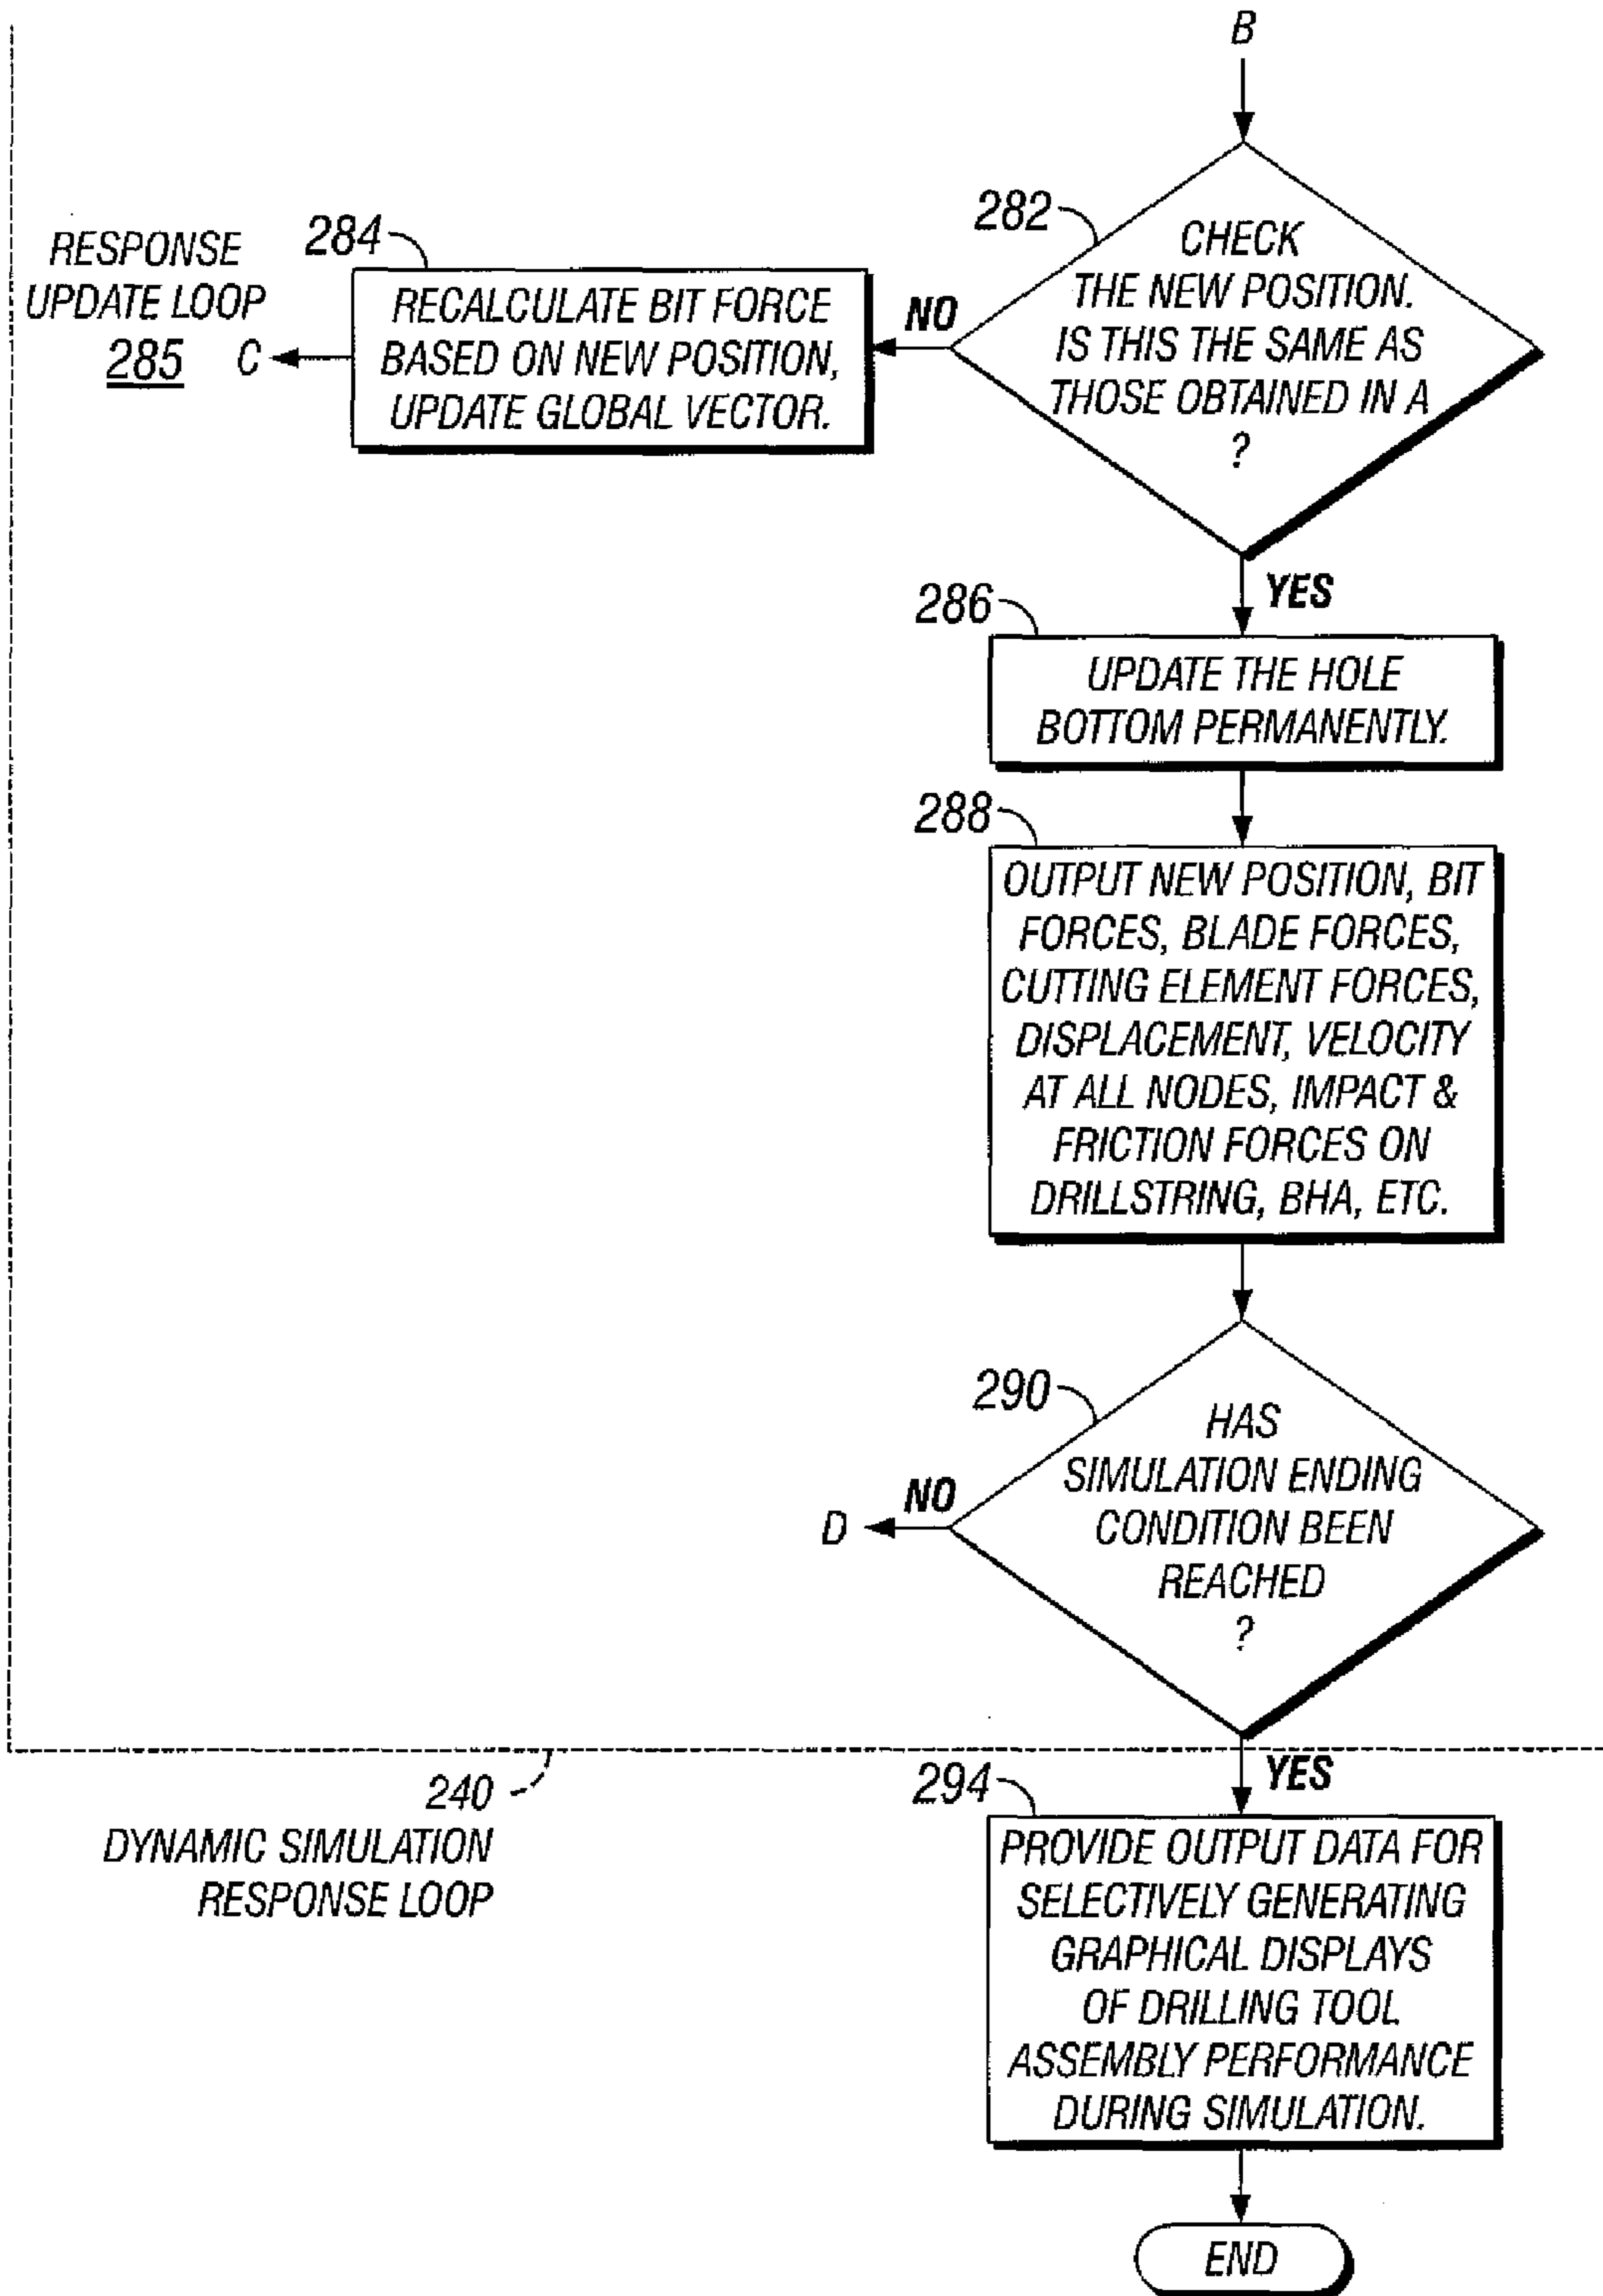 B
282
CHECK
THE NEW POSITION.
IS THIS THE SAME AS
THOSE OBTAINED IN A
?
NO
284
RECALCULATE BIT FORCE
BASED ON NEW POSITION,
UPDATE GLOBAL VECTOR.
C
RESPONSE
UPDATE LOOP
285
YES
286
UPDATE THE HOLE
BOTTOM PERMANENTLY.
288
OUTPUT NEW POSITION, BIT
FORCES, BLADE FORCES,
CUTTING ELEMENT FORCES,
DISPLACEMENT, VELOCITY
AT ALL NODES, IMPACT &
FRICTION FORCES ON
DRILLSTRING, BHA, ETC.
290
HAS
SIMULATION ENDING
CONDITION BEEN
REACHED
?
NO
D
YES
240
DYNAMIC SIMULATION
RESPONSE LOOP
294
PROVIDE OUTPUT DATA FOR
SELECTIVELY GENERATING
GRAPHICAL DISPLAYS
OF DRILLING TOOL
ASSEMBLY PERFORMANCE
DURING SIMULATION.
END